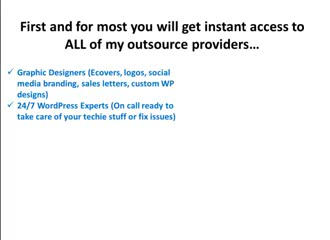 First and for most you will get instant access to
ALL of my outsource providers…
✓ Graphic Designers (Ecovers, logos, social
media branding, sales letters, custom WP
designs)
✓ 24/7 WordPress Experts (On call ready to
take care of your techie stuff or fix issues)